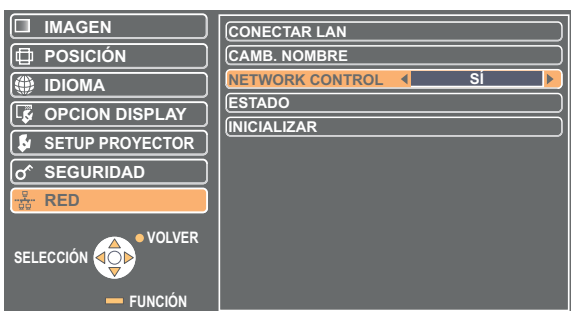 IMAGEN
POSICIÓN
IDIOMA
OPCION DISPLAY
SETUP PROYECTOR
SEGURIDAD
RED
VOLVER
SELECCIÓN
FUNCIÓN
CONECTAR LAN
CAMB. NOMBRE
NETWORK CONTROL SÍ
ESTADO
INICIALIZAR